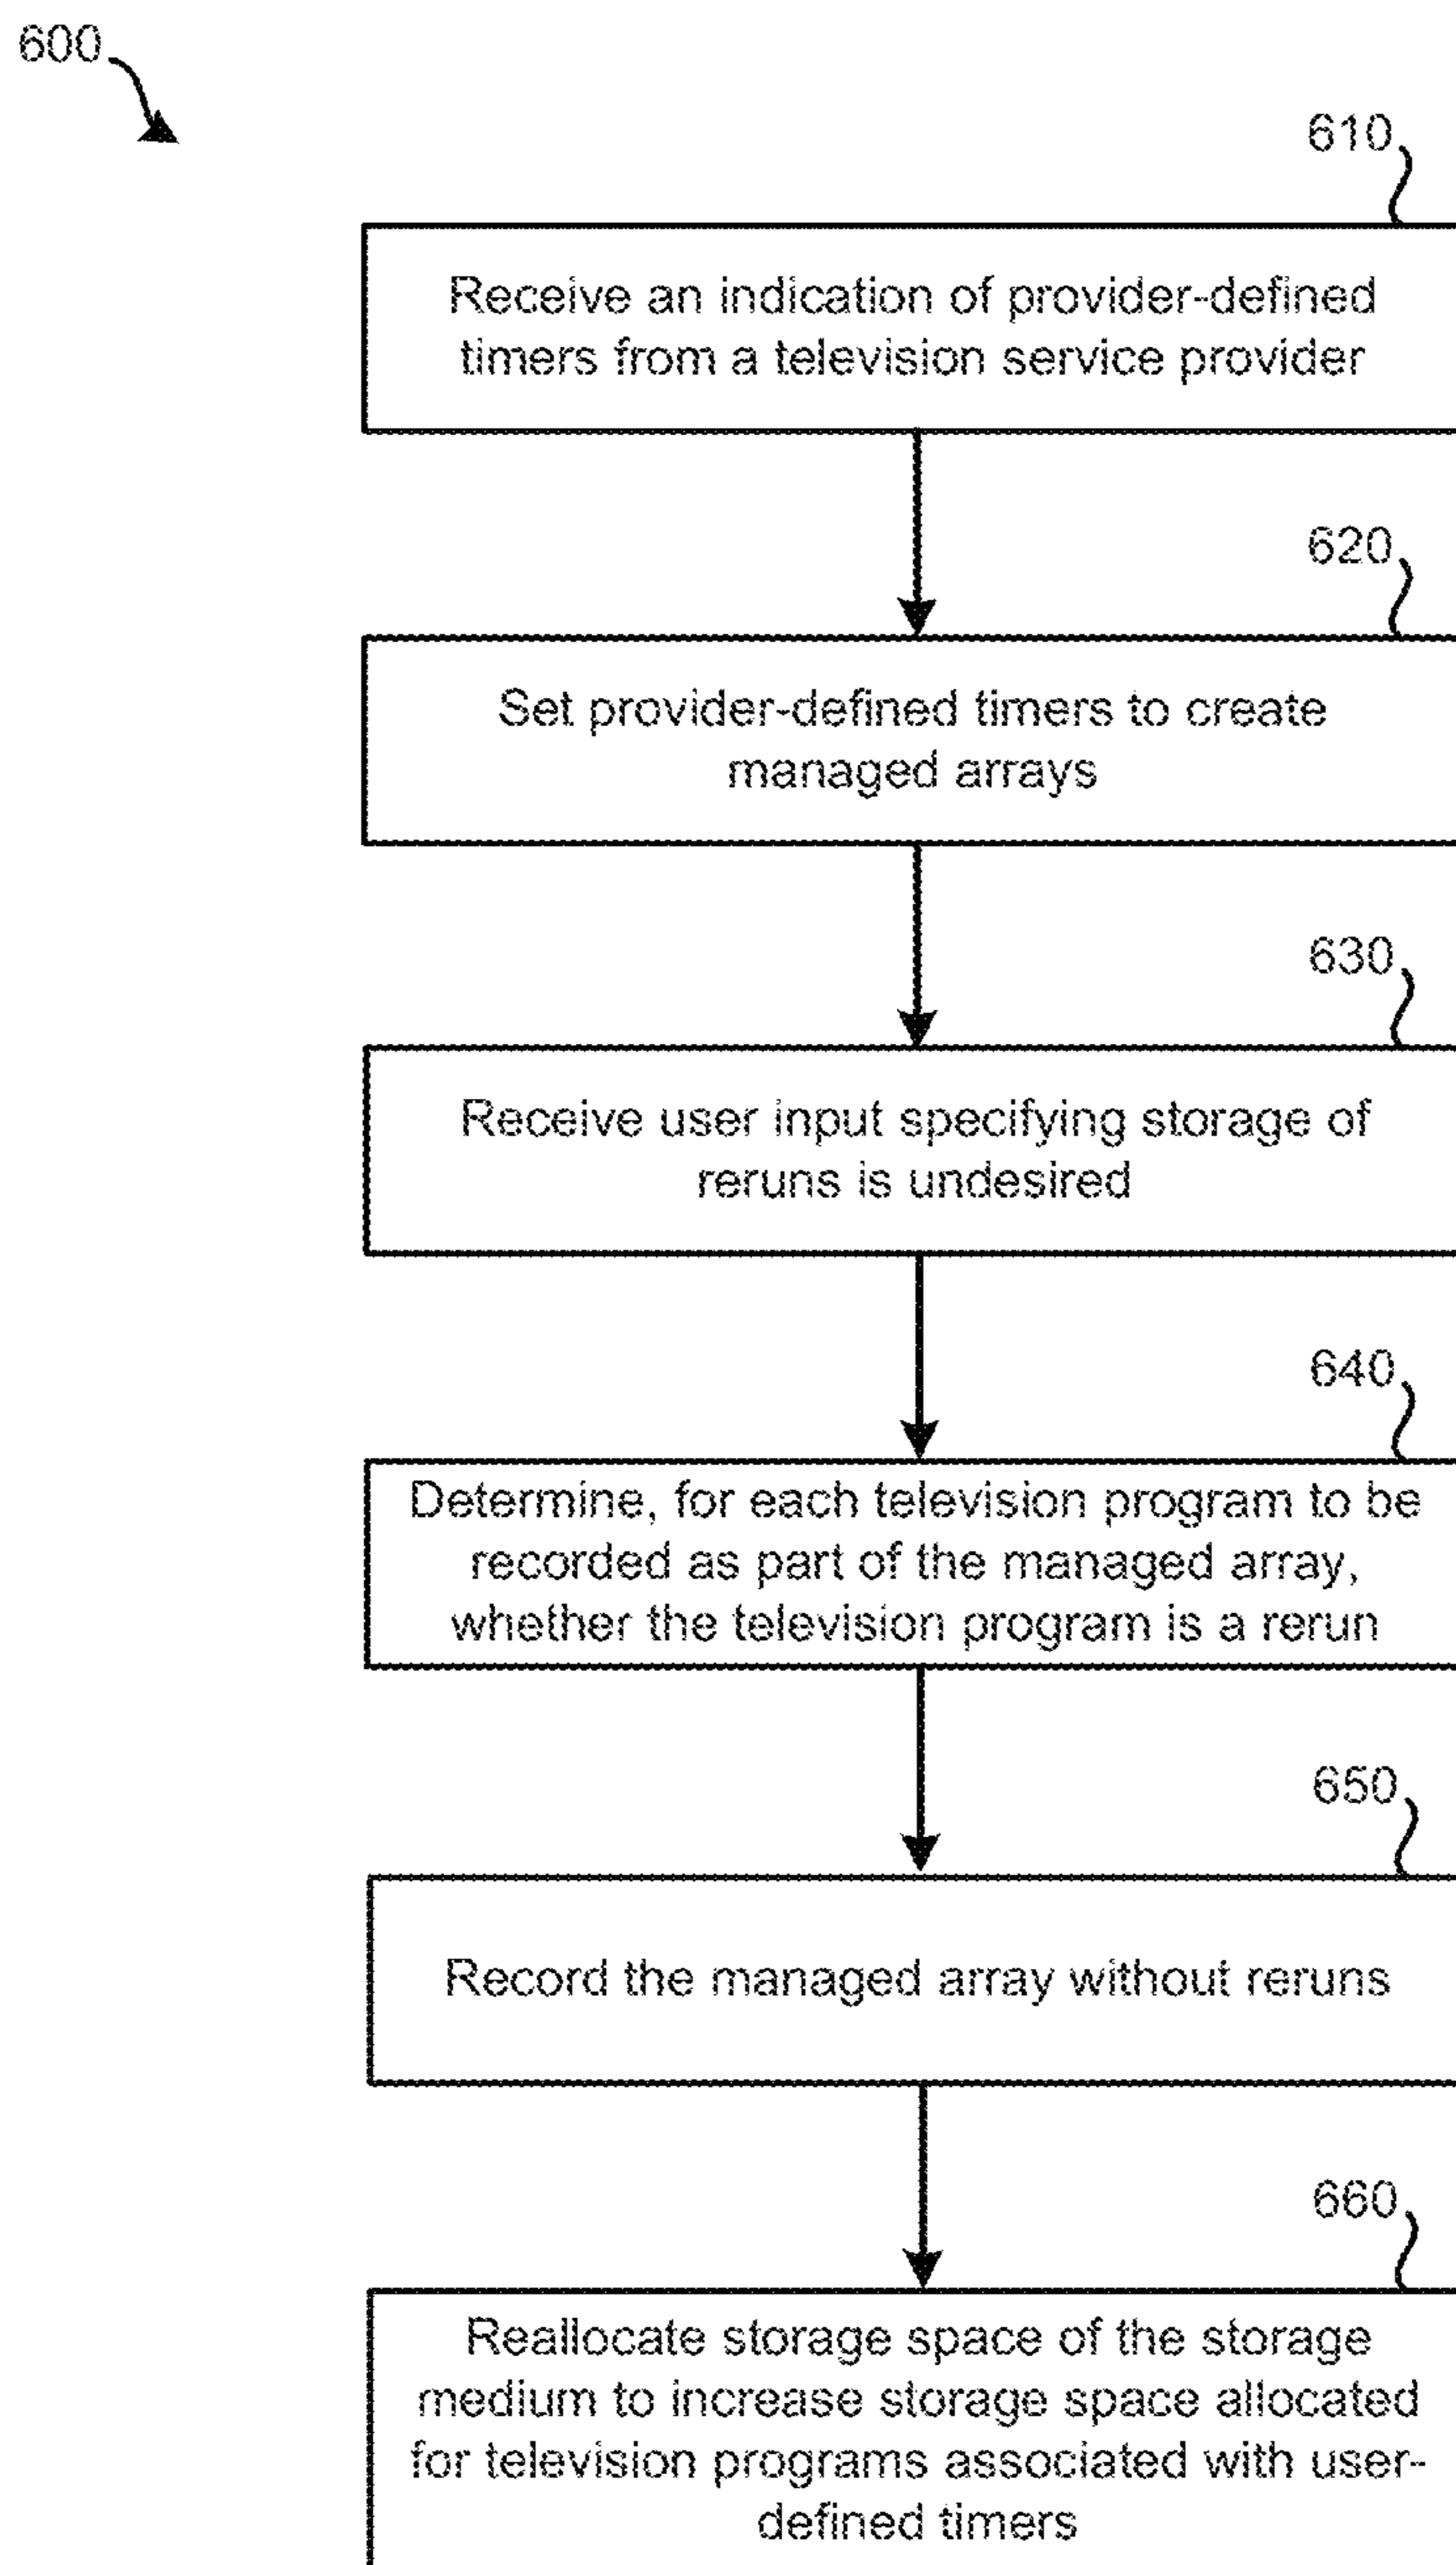 600
610
Receive an indication of provider-defined
timers from a television service provider
620
Set provider-defined timers to create
managed arrays
630
Receive user input specifying storage of
reruns is undesired
640
Determine, for each television program to be
recorded as part of the managed array,
whether the television program is a rerun
650
Record the managed array without reruns
660
Reallocate storage space of the storage
medium to increase storage space allocated
for television programs associated with user-
defined timers